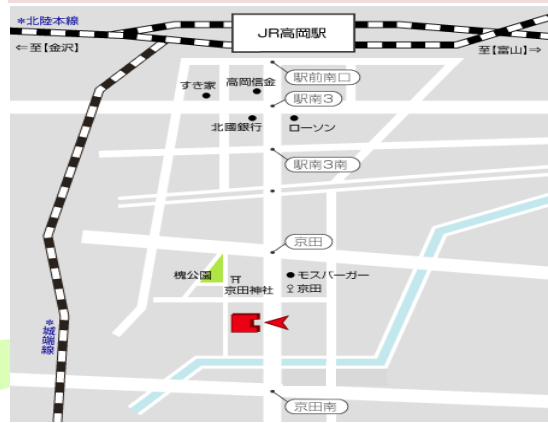 *北陸本線
JR高岡駅
⇐至【金沢】
至【富山】⇒
駅前南口
すき家
高岡信金
駅南3
北國銀行
ローソン
駅南3南
京田
槐公園
京田神社
モスバーガー
京田
*城端線
京田南